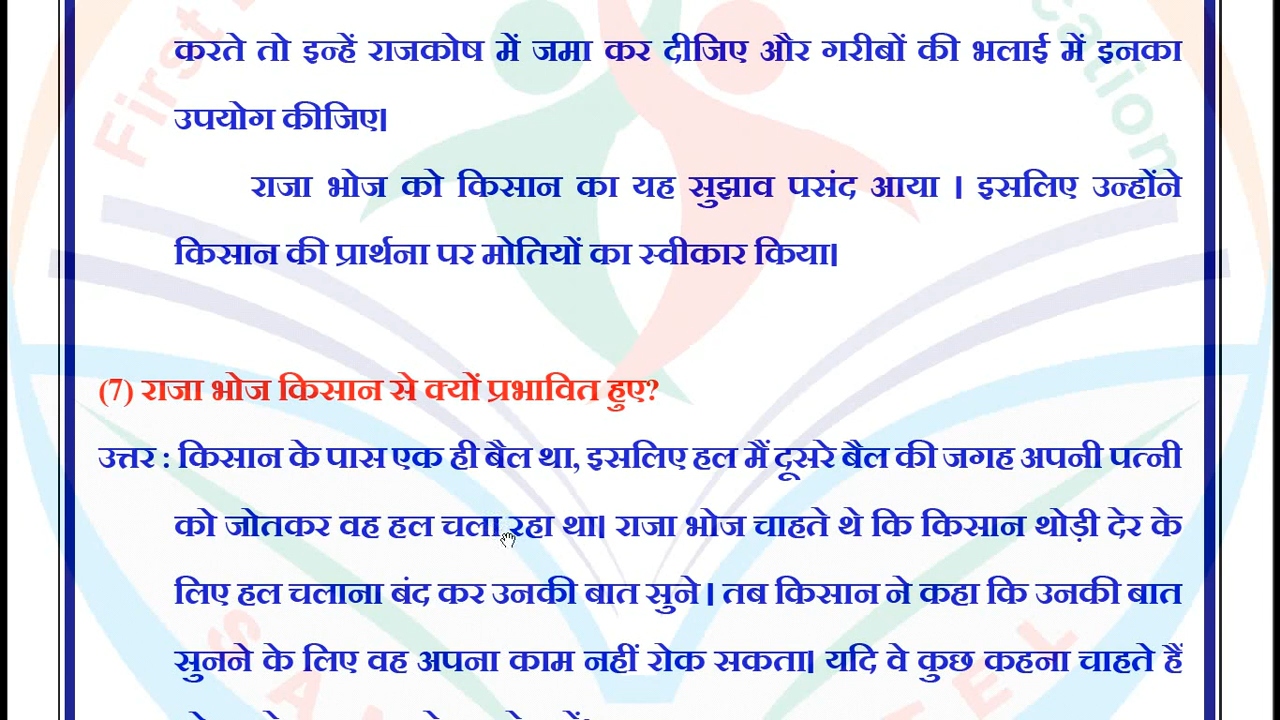 करते तो इन्हें राजकोष में जमा कर दीजिए और गरीबों की भलाई में इनका
उपयोग कीजिए।
राजा भोज को किसान का यह सुझाव पसंद आया । इसलिए उन्होंने
किसान की प्रार्थना पर मोतियों का स्वीकार किया।
(7) राजा भोज किसान से क्यों प्रभावित हुए?
उत्तर : किसान के पास एक ही बैल था, इसलिए हल मैं दूसरे बैल की जगह अपनी पत्नी
को जोतकर वह हल चला रहा था। राजा भोज चाहते थे कि किसान थोड़ी देर के
लिए हल चलाना बंद कर उनकी बात सुने । तब किसान ने कहा कि उनकी बात
सुनने के लिए वह अपना काम नहीं रोक सकता। यदि वे कुछ कहना चाहते हैं